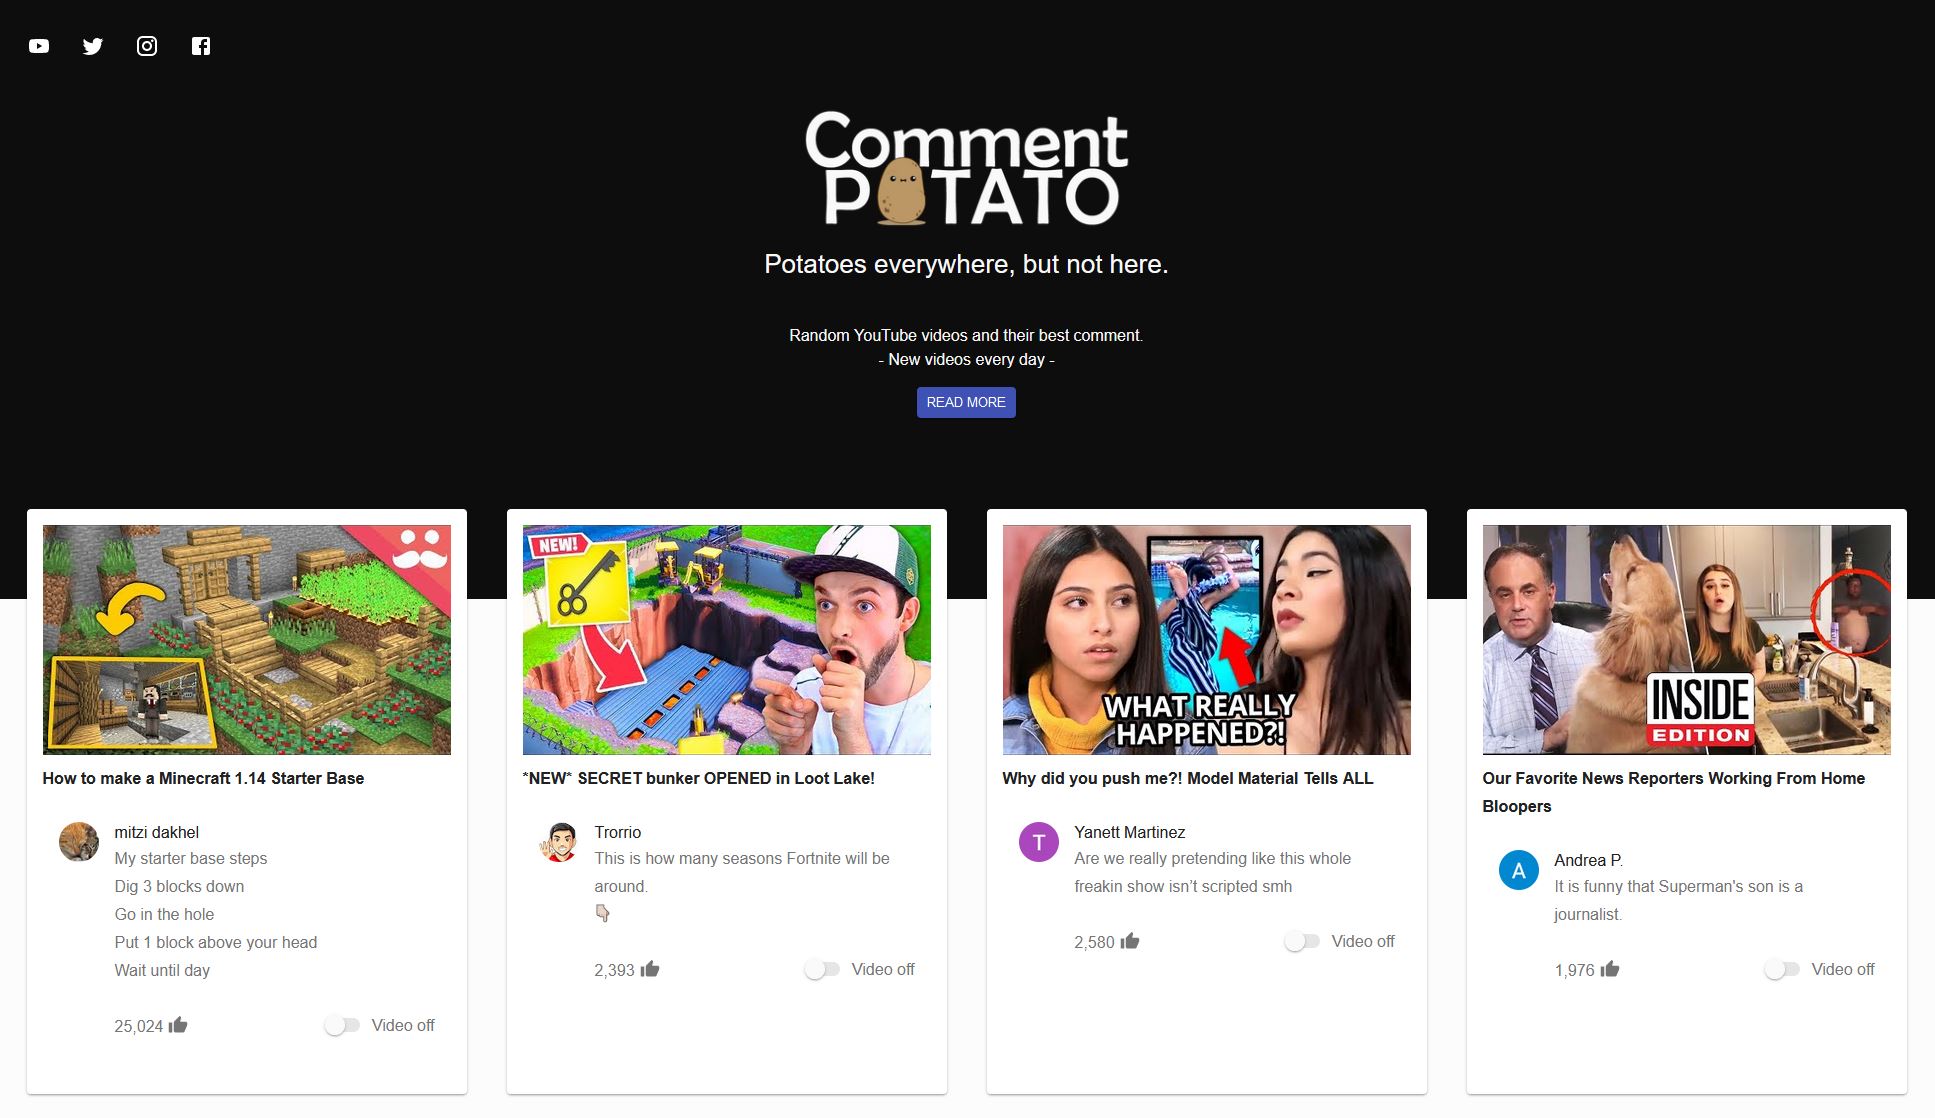 Comment
POTATO
Potatoes everywhere, but not here.
Random YouTube videos and their best comment.
- New videos every day -
READ MORE
How to make a Minecraft 1.14 Starter Base
mitzi dakhel
My starter base steps
Dig 3 blocks down
Go in the hole
Put 1 block above your head
Wait until day
25,024
Video off
NEW!
*NEW* SECRET bunker OPENED in Loot Lake!
Trorrio
This is how many seasons Fortnite will be
around.
2,393
Video off
WHAT REALLY
HAPPENED?!
Why did you push me?! Model Material Tells ALL
T
Yanett Martinez
Are we really pretending like this whole
freakin show isn’t scripted smh
2,580
Video off
INSIDE
EDITION
Our Favorite News Reporters Working From Home
Bloopers
A
Andrea P.
It is funny that Superman's son is a
journalist.
1,976
Video off